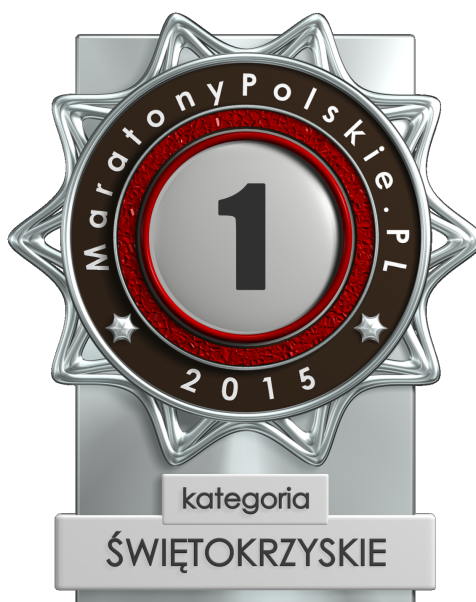 MaratonyPolskie.PL
1
2015
kategoria
ŚWIĘTOKRZYSKIE